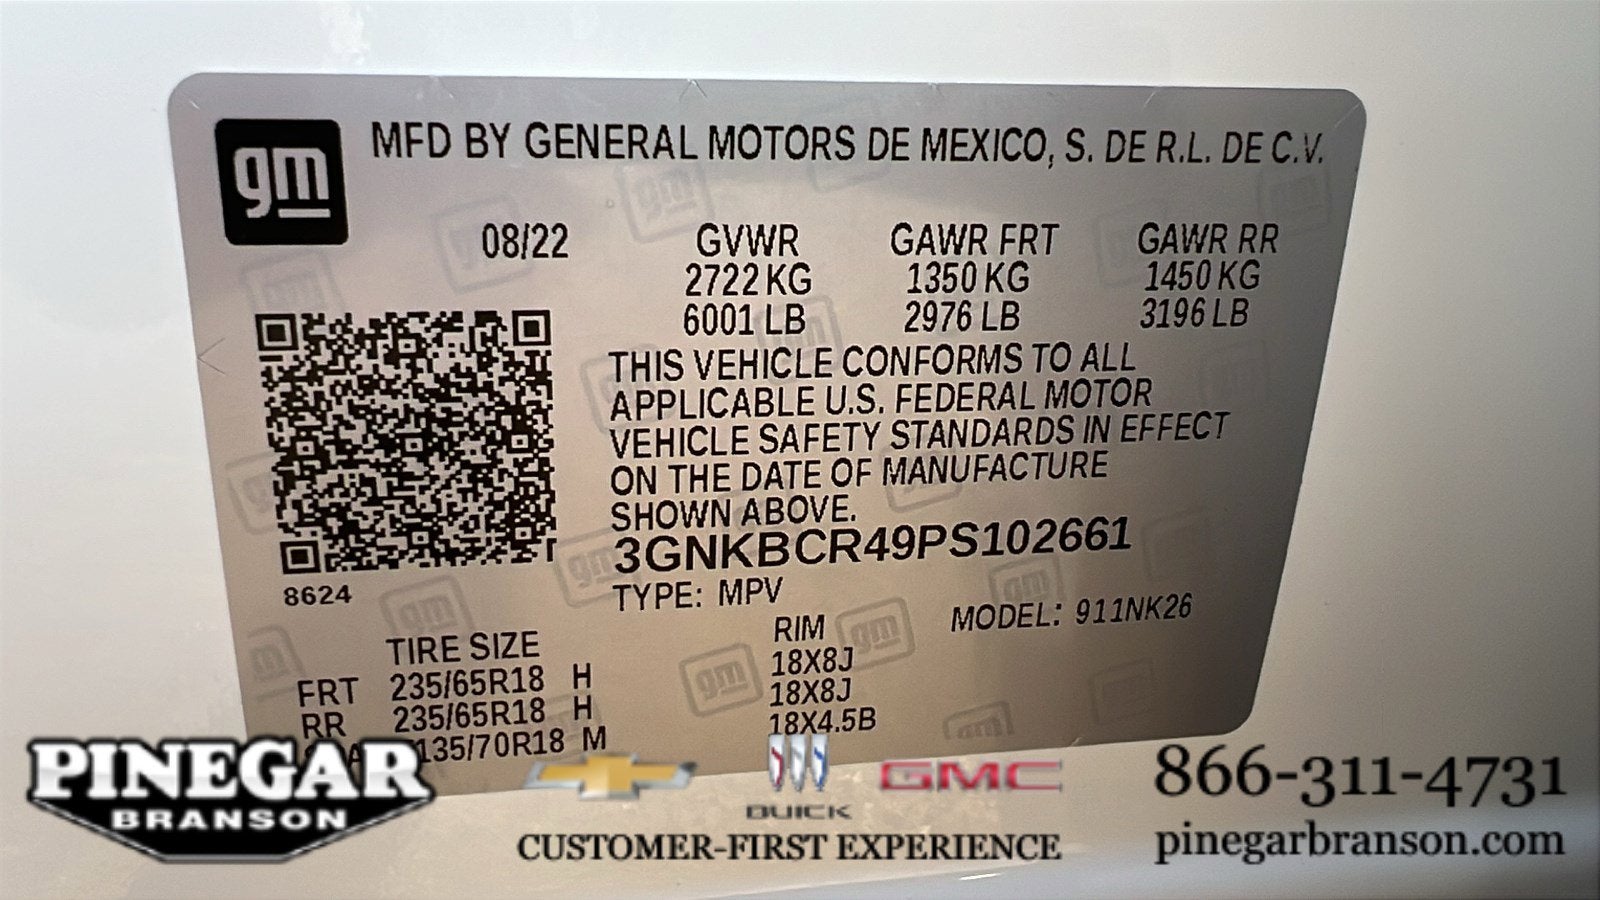 gm MFD BY GENERAL MOTORS DE MEXICO, S. DE R.L. DE C.V.
08/22 GVWR GAWR FRT GAWR RR
2722 KG 1350 KG 1450 KG
6001 LB 2976 LB 3196 LB
THIS VEHICLE CONFORMS TO ALL
APPLICABLE U.S. FEDERAL MOTOR
VEHICLE SAFETY STANDARDS IN EFFECT
ON THE DATE OF MANUFACTURE
SHOWN ABOVE.
3GNKBCR49PS102661
8624
TYPE: MPV MODEL: 911NK26
TIRE SIZE RIM
FRT 235/65R18 H 18X8J
RR 235/65R18 H 18X8J
135/70R18 M 18X4.5B
PINEGAR
BRANSON
BUICK
GMC
CUSTOMER-FIRST EXPERIENCE
866-311-4731
pinegarbranson.com